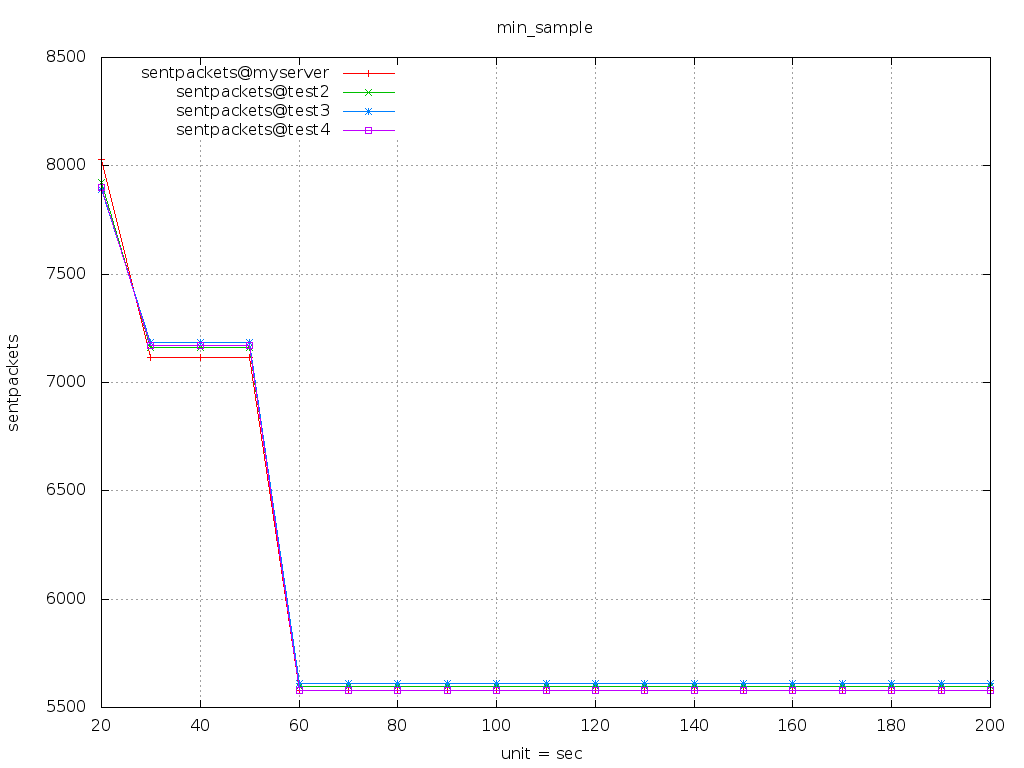 min_sample
8500
sentpackets@myserver
sentpackets@test2
sentpackets@test3
sentpackets@test4
8000
7500
7000
6500
6000
5500
sentpackets
20 40 60 80 100 120 140 160 180 200
unit = sec